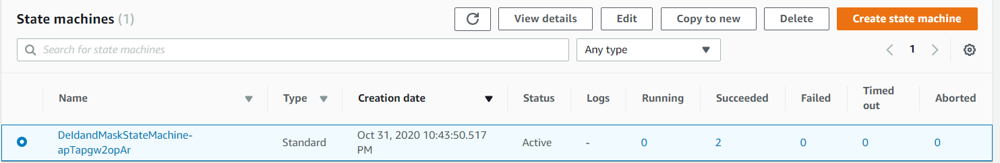 State machines (1)
View details
Edit
Copy to new
Delete
Create state machine
Search for state machines
Any type
1
Name
Type
Creation date
Status
Logs
Running
Succeeded
Failed
Timed
out
Aborted
DeIdandMaskStateMachine-
apTapgw2opAr
Standard
Oct 31, 2020 10:43:50.517
PM
Active
-
0
2
0
0
0